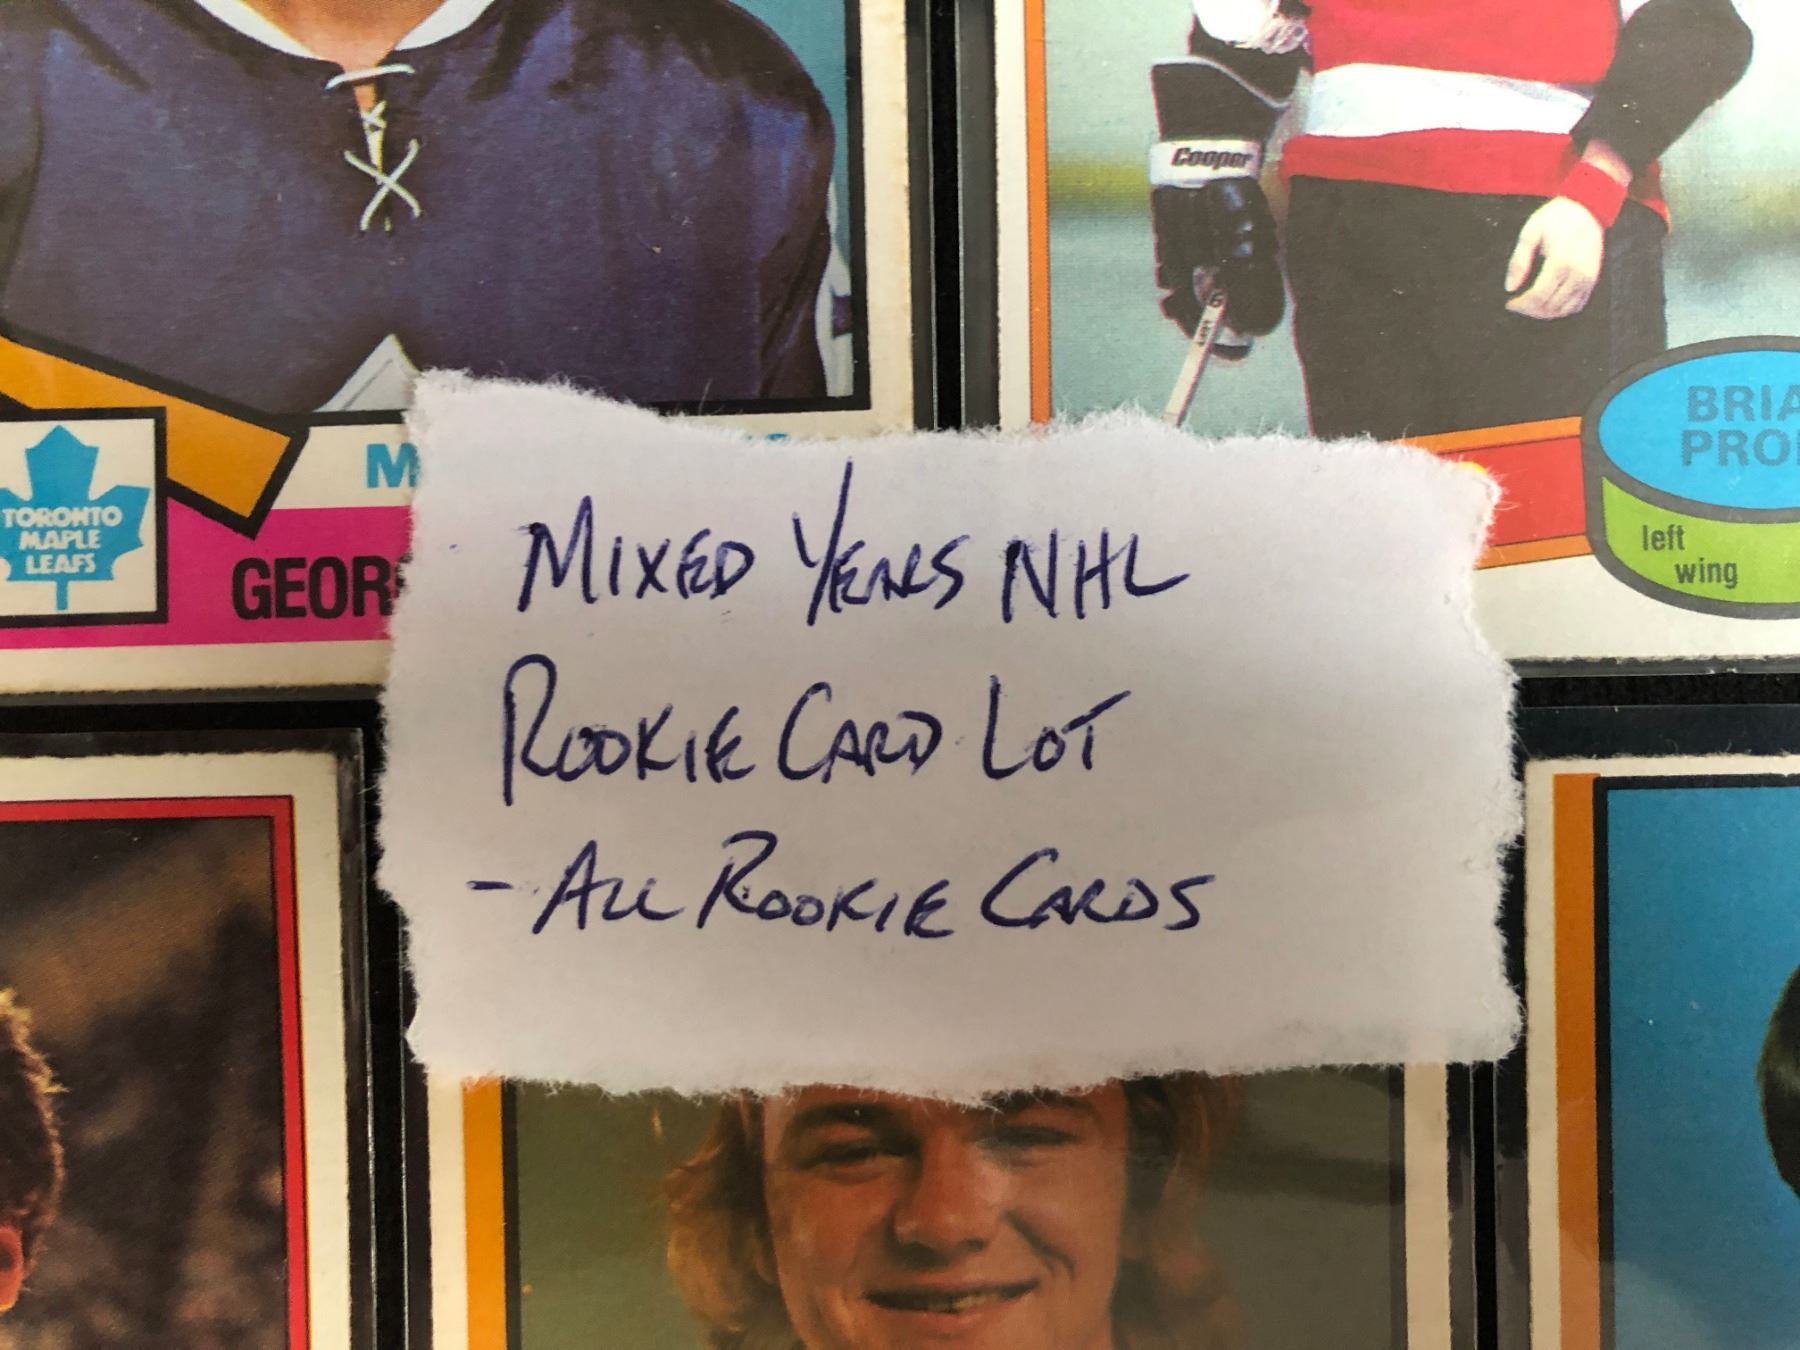 Cooper
BRIA
PRO
left
wing
TORONTO
MAPLE
LEAFS
M
GEOR
MIXED YEARS NHL
ROOKIE CARD LOT
- ALL ROOKIE CARDS